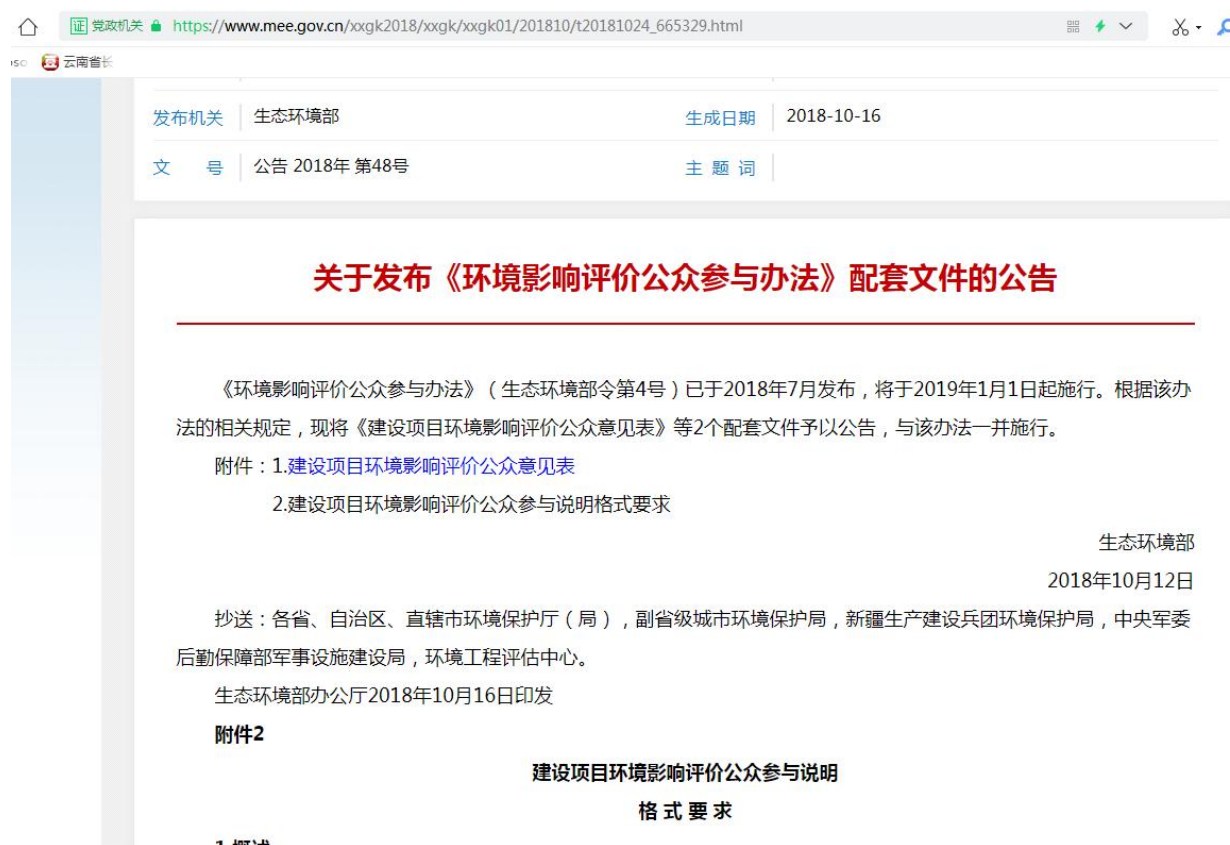 证 党政机关 https://www.mee.gov.cn/xxgk2018/xxgk/xxgk01/201810/t20181024_665329.html
云南省长
发布机关 生态环境部 生成日期 2018-10-16
文 号 公告 2018年 第48号 主 题 词
关于发布《环境影响评价公众参与办法》配套文件的公告
《环境影响评价公众参与办法》（生态环境部令第4号）已于2018年7月发布，将于2019年1月1日起施行。根据该办
法的相关规定，现将《建设项目环境影响评价公众意见表》等2个配套文件予以公告，与该办法一并施行。
附件：1.建设项目环境影响评价公众意见表
2.建设项目环境影响评价公众参与说明格式要求
生态环境部
2018年10月12日
抄送：各省、自治区、直辖市环境保护厅（局），副省级城市环境保护局，新疆生产建设兵团环境保护局，中央军委
后勤保障部军事设施建设局，环境工程评估中心。
生态环境部办公厅2018年10月16日印发
附件2
建设项目环境影响评价公众参与说明
格 式 要 求
1 概述